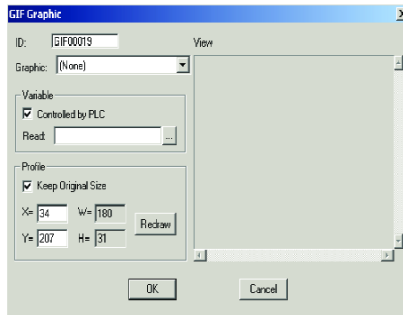 GIF Graphic
ID: GIF00019
View
Graphic: (None)
Variable
Controlled by PLC
Read: ...
Profile
Keep Original Size
X= 34 W= 180
Redraw
Y= 207 H= 31
OK Cancel